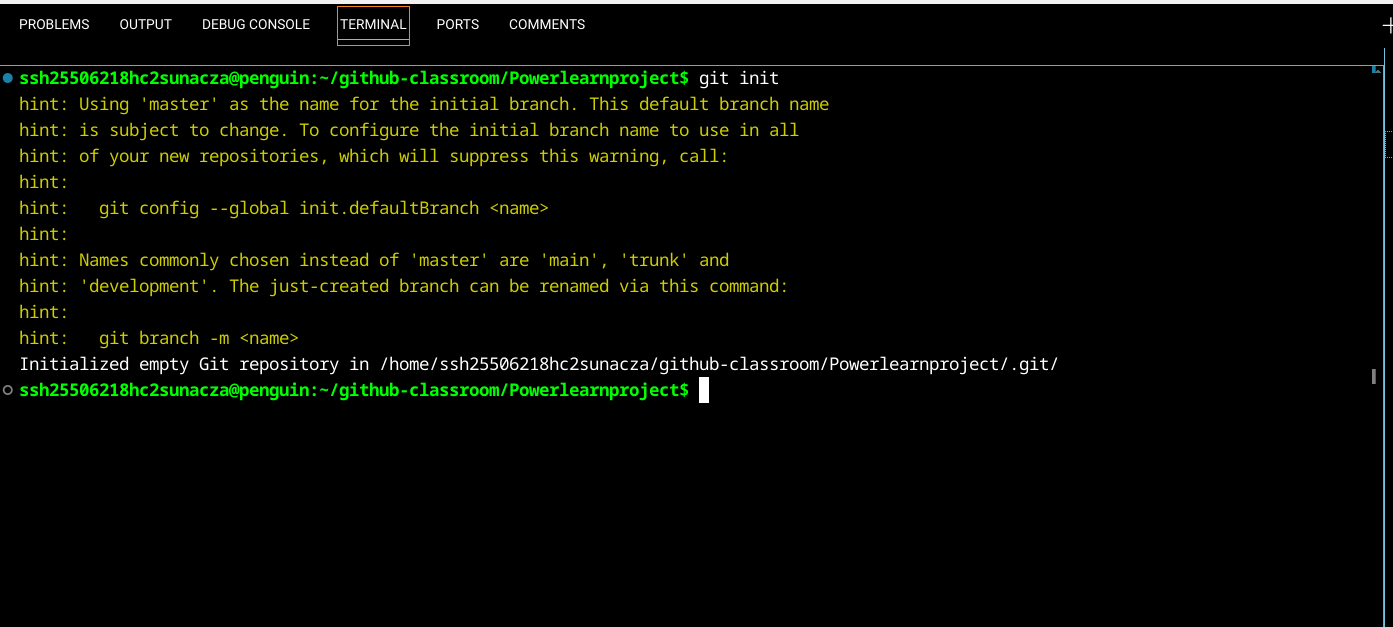 PROBLEMS OUTPUT DEBUG CONSOLE TERMINAL PORTS COMMENTS
ssh25506218hc2sunacza@penguin:~/github-classroom/Powerlearnproject$ git init
hint: Using 'master' as the name for the initial branch. This default branch name
hint: is subject to change. To configure the initial branch name to use in all
hint: of your new repositories, which will suppress this warning, call:
hint:
hint:   git config --global init.defaultBranch <name>
hint:
hint: Names commonly chosen instead of 'master' are 'main', 'trunk' and
hint: 'development'. The just-created branch can be renamed via this command:
hint:
hint:   git branch -m <name>
Initialized empty Git repository in /home/ssh25506218hc2sunacza/github-classroom/Powerlearnproject/.git/
ssh25506218hc2sunacza@penguin:~/github-classroom/Powerlearnproject$